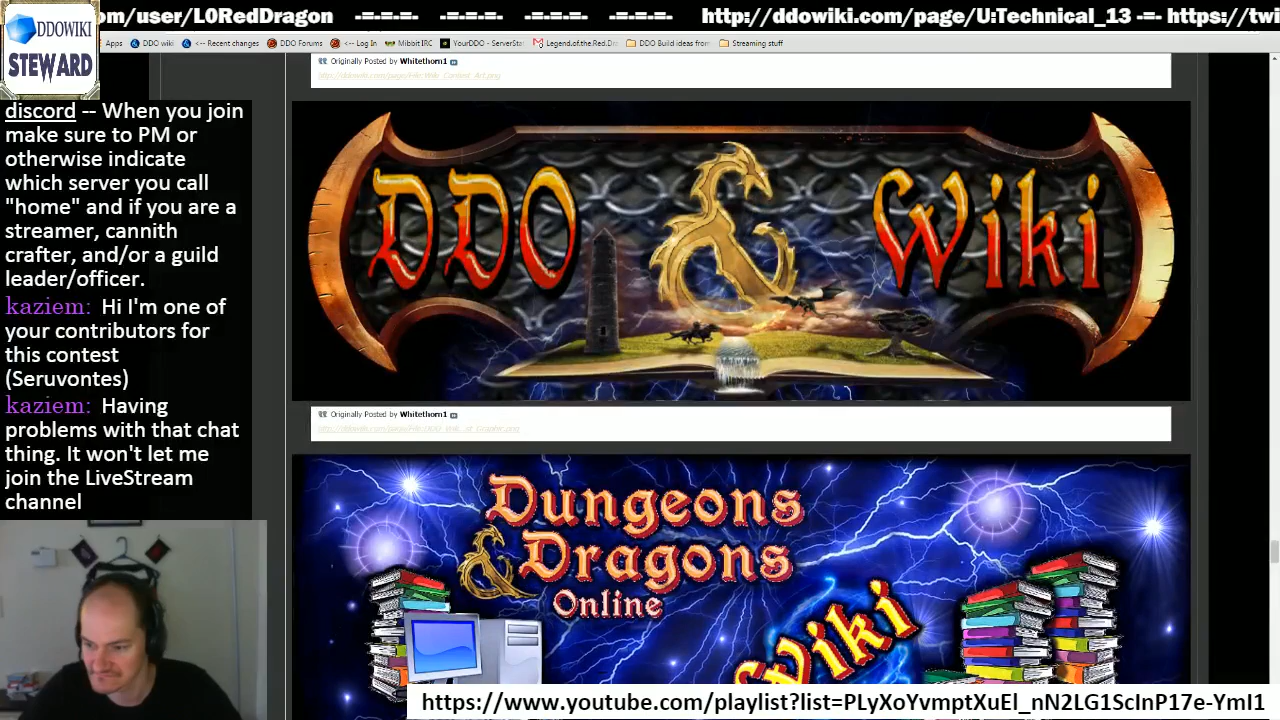 om/user/L0RedDragon -=-=-=- -=-=-=- -=-=-=- -=-=-=- http://ddowiki.com/page/U:Technical_13 -=- https://twi
DDOWIKI
STEWARD
Apps DDO wiki <-- Recent changes DDO Forums <-- Log In Mibbit IRC YourDDO - ServerSta Legend.of.the.Red.Dra DDO Build ideas from Streaming stuff
discord -- When you join
make sure to PM or
otherwise indicate
which server you call
"home" and if you are a
streamer, cannith
crafter, and/or a guild
leader/officer.
kaziem: Hi I'm one of
your contributors for
this contest
(Seruvontes)
kaziem: Having
problems with that chat
thing. It won't let me
join the LiveStream
channel
Originally Posted by Whitethorn1
DDO & Wiki
Originally Posted by Whitethorn1
Dungeons
& Dragons
Online
Wiki
https://www.youtube.com/playlist?list=PLyXoYvmptXuEl_nN2LG1ScInP17e-YmI1